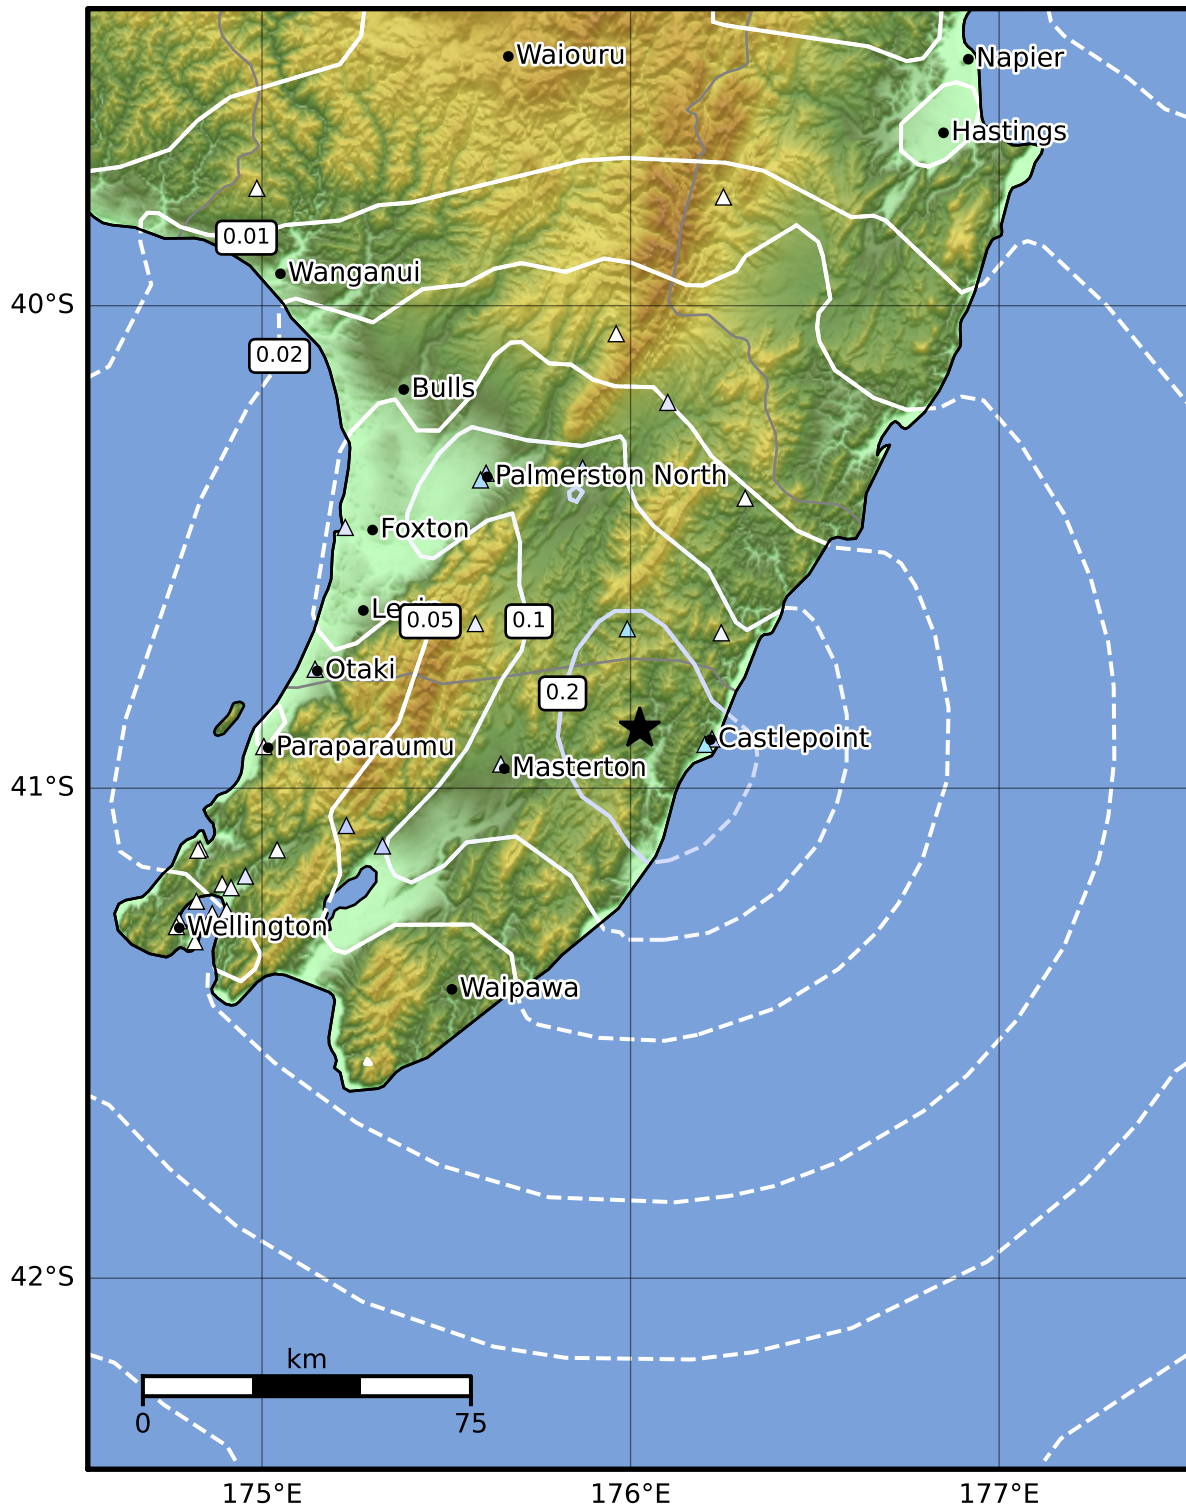 Waiouru
Napier
Hastings
0.01
Wanganui
40°S
0.02
Bulls
Palmerston North
Foxton
0.05
0.1
Otaki
0.2
Castlepoint
Paraparaumu
Masterton
41°S
Wellington
Waipawa
42°S
km
0
75
175°E
176°E
177°E